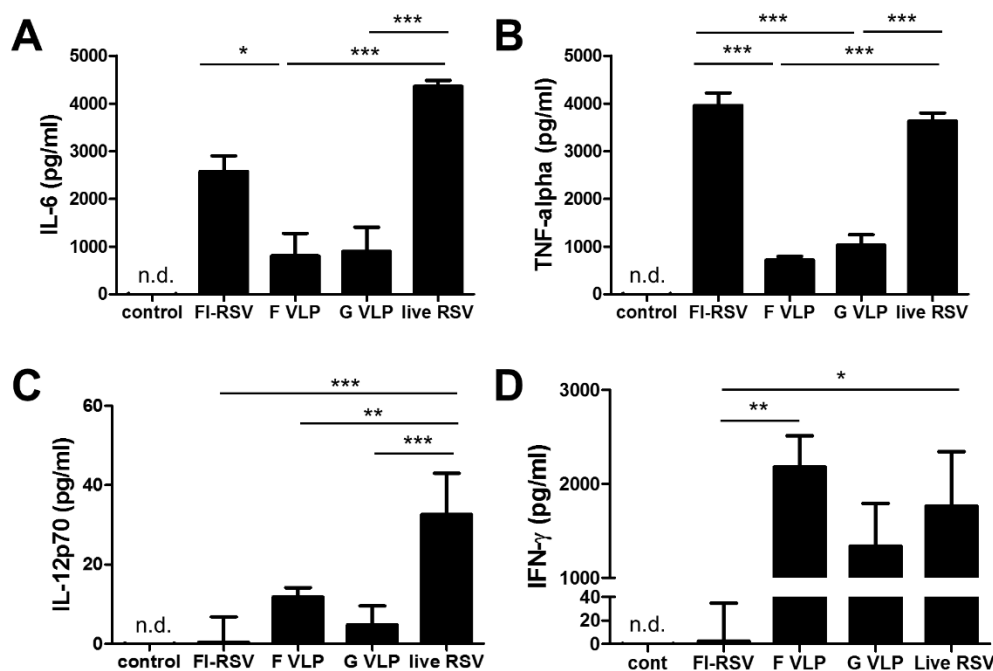 A
***
*
***
IL-6 (pg/ml)
5000
4000
3000
2000
1000
0
n.d.
control FI-RSV F VLP G VLP live RSV
B
***
***
***
***
TNF-alpha (pg/ml)
5000
4000
3000
2000
1000
0
n.d.
control FI-RSV F VLP G VLP live RSV
C
***
**
***
IL-12p70 (pg/ml)
60
40
20
0
n.d.
control FI-RSV F VLP G VLP live RSV
D
*
**
IFN-γ (pg/ml)
3000
2000
1000
40
20
0
n.d.
cont FI-RSV F VLP G VLP Live RSV